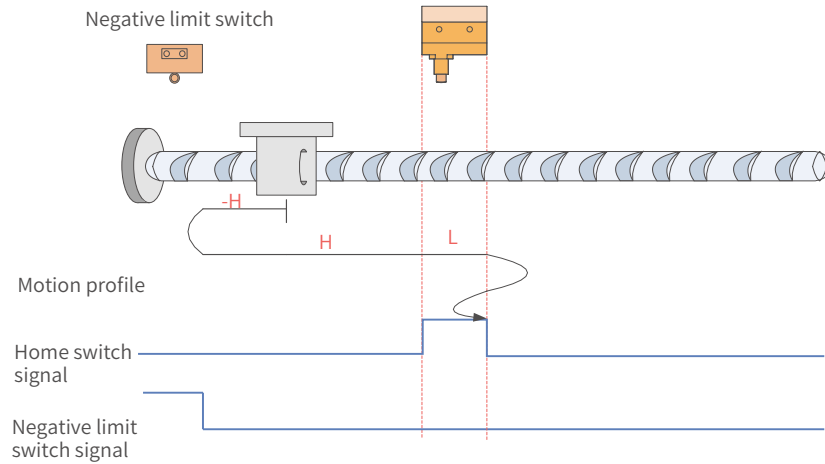 Negative limit switch
-H
H
L
Motion profile
Home switch
signal
Negative limit
switch signal